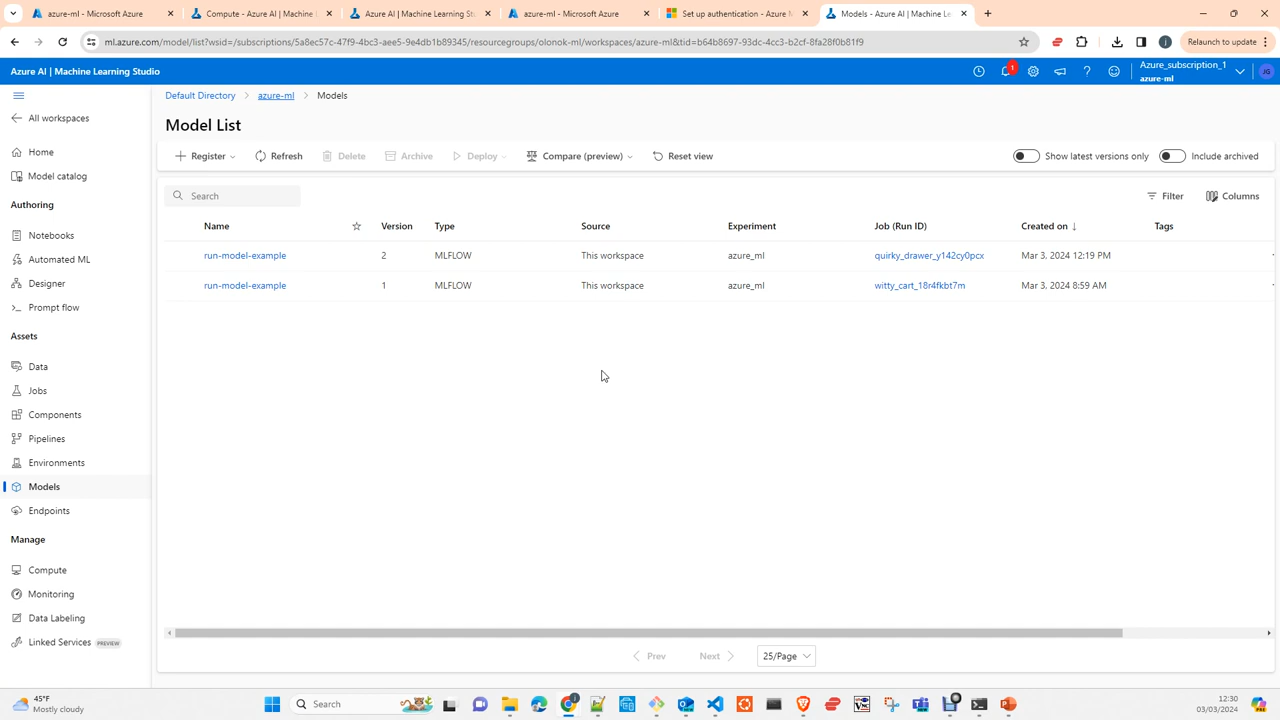 azure-ml - Microsoft Azure
Compute - Azure AI | Machine L
Azure AI | Machine Learning St
azure-ml - Microsoft Azure
Set up authentication - Azure M
Models - Azure AI | Machine Le
ml.azure.com/model/list?wsid=/subscriptions/5a8ec57c-47f9-4bc3-aee5-9e4db1b89345/resourcegroups/olonok-ml/workspaces/azure-ml&tid=b64b8697-93dc-4cc3-b2cf-8fa28f0b81f9
Relaunch to update
Azure AI | Machine Learning Studio
1
Azure_subscription_1
azure-ml
JG
All workspaces
Home
Model catalog
Authoring
Notebooks
Automated ML
Designer
Prompt flow
Assets
Data
Jobs
Components
Pipelines
Environments
Models
Endpoints
Manage
Compute
Monitoring
Data Labeling
Linked Services PREVIEW
Default Directory > azure-ml > Models
Model List
Register Refresh Delete Archive Deploy Compare (preview) Reset view Show latest versions only Include archived
Search Filter Columns
Name Version Type Source Experiment Job (Run ID) Created on ↓ Tags
run-model-example 2 MLFLOW This workspace azure_ml quirky_drawer_y142cy0pcx Mar 3, 2024 12:19 PM
run-model-example 1 MLFLOW This workspace azure_ml witty_cart_18r4fkbt7m Mar 3, 2024 8:59 AM
Prev Next 25/Page
45°F
Mostly cloudy
Search
12:30
03/03/2024